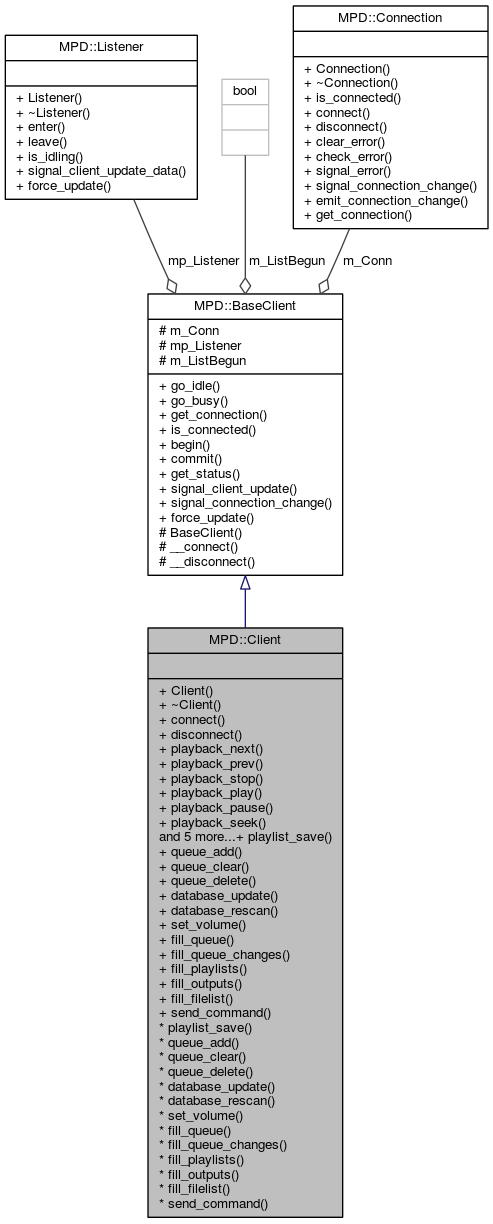 MPD::Listener
+ Listener()
+ ~Listener()
+ enter()
+ leave()
+ is_idling()
+ signal_client_update_data()
+ force_update()
bool
MPD::Connection
+ Connection()
+ ~Connection()
+ is_connected()
+ connect()
+ disconnect()
+ clear_error()
+ check_error()
+ signal_error()
+ signal_connection_change()
+ emit_connection_change()
+ get_connection()
mp_Listener
m_ListBegun
m_Conn
MPD::BaseClient
# m_Conn
# mp_Listener
# m_ListBegun
+ go_idle()
+ go_busy()
+ get_connection()
+ is_connected()
+ begin()
+ commit()
+ get_status()
+ signal_client_update()
+ signal_connection_change()
+ force_update()
# BaseClient()
# __connect()
# __disconnect()
MPD::Client
+ Client()
+ ~Client()
+ connect()
+ disconnect()
+ playback_next()
+ playback_prev()
+ playback_stop()
+ playback_play()
+ playback_pause()
+ playback_seek()
and 5 more...+ playlist_save()
+ queue_add()
+ queue_clear()
+ queue_delete()
+ database_update()
+ database_rescan()
+ set_volume()
+ fill_queue()
+ fill_queue_changes()
+ fill_playlists()
+ fill_outputs()
+ fill_filelist()
+ send_command()
* playlist_save()
* queue_add()
* queue_clear()
* queue_delete()
* database_update()
* database_rescan()
* set_volume()
* fill_queue()
* fill_queue_changes()
* fill_playlists()
* fill_outputs()
* fill_filelist()
* send_command()